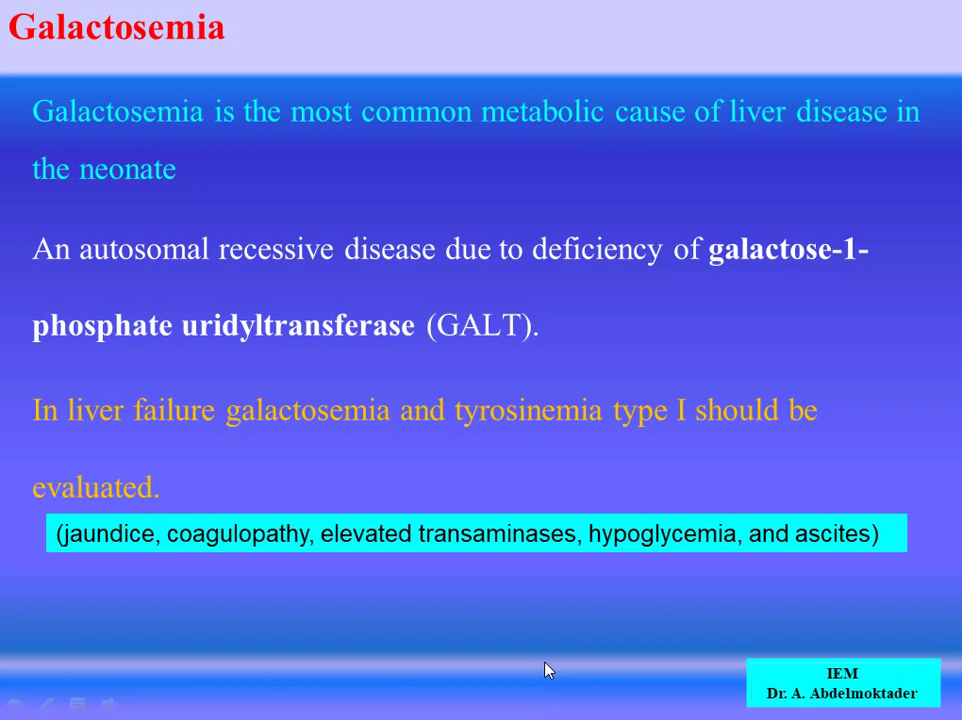 Galactosemia
Galactosemia is the most common metabolic cause of liver disease in
the neonate
An autosomal recessive disease due to deficiency of galactose-1-
phosphate uridyltransferase (GALT).
In liver failure galactosemia and tyrosinemia type I should be
evaluated.
(jaundice, coagulopathy, elevated transaminases, hypoglycemia, and ascites)
IEM
Dr. A. Abdelmoktader